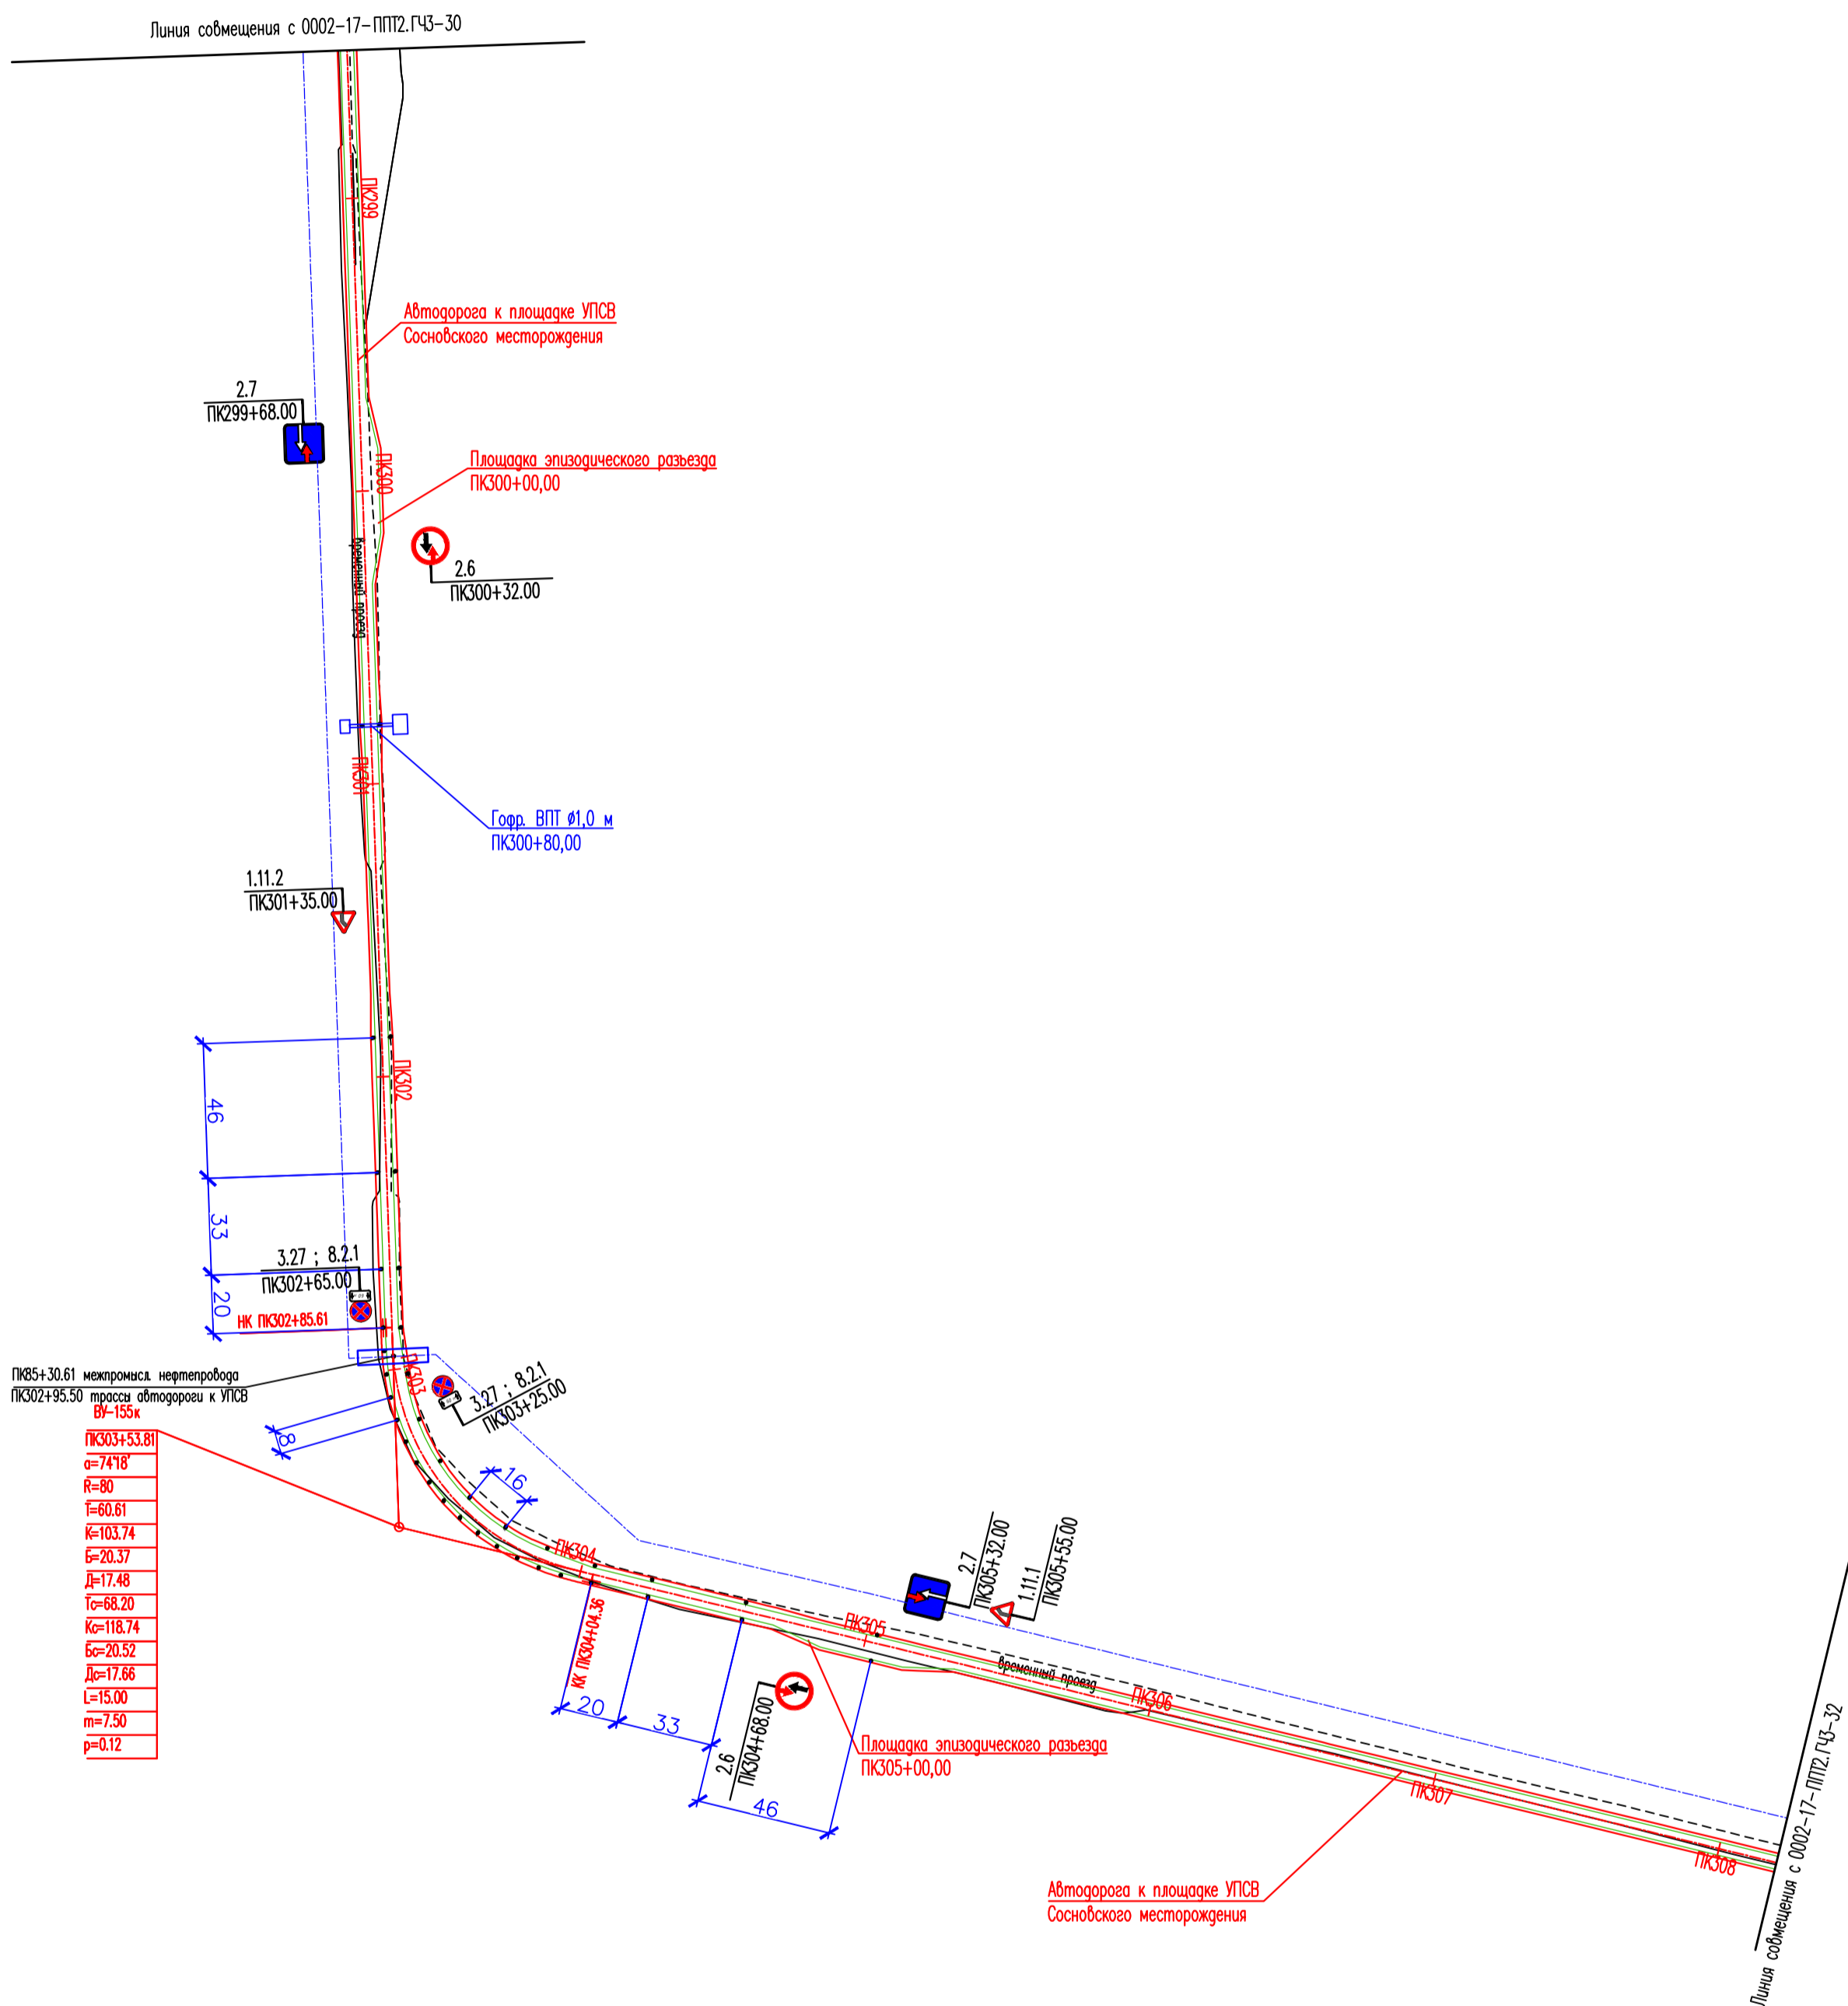 Линия совмещения с 0002-17-ППТ2.ГЧ3-30
ПК299
Автодорога к площадке УПСВ
Сосновского месторождения
2.7
ПК299+68.00
ПК300
Площадка эпизодического разъезда
ПК300+00,00
временный проезд
2.6
ПК300+32.00
ПК301
Гофр. ВПТ ø1,0 м
ПК300+80,00
1.11.2
ПК301+35.00
ПК302
46
33
20
3.27 ; 8.2.1
ПК302+65.00
НК ПК302+85.61
ПК85+30.61 межпромысл. нефтепровода
ПК302+95.50 трассы автодороги к УПСВ
ПК303
3.27 ; 8.2.1
ПК303+25.00
ВУ-155к
ПК303+53.81
α=74°18'
R=80
Т=60.61
К=103.74
Б=20.37
Д=17.48
Тс=68.20
Кс=118.74
Бс=20.52
Дс=17.66
L=15.00
m=7.50
p=0.12
8
16
ПК304
КК ПК304+04.36
20
33
46
2.6
ПК304+68.00
ПК305
Площадка эпизодического разъезда
ПК305+00,00
2.7
ПК305+32.00
1.11.1
ПК305+55.00
временный проезд
ПК306
ПК307
ПК308
Автодорога к площадке УПСВ
Сосновского месторождения
Линия совмещения с 0002-17-ППТ2.ГЧ3-32